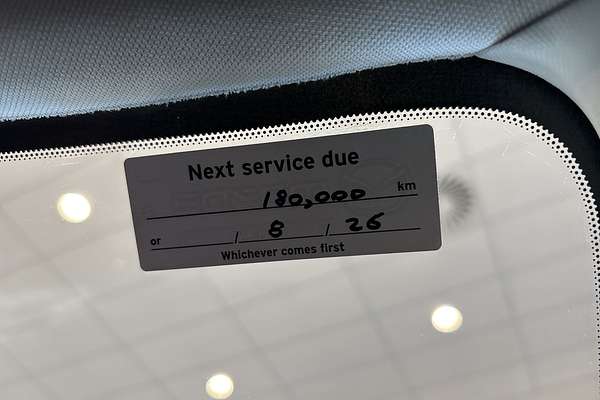 Next service due
180,000 km
or / 8 / 26
Whichever comes first